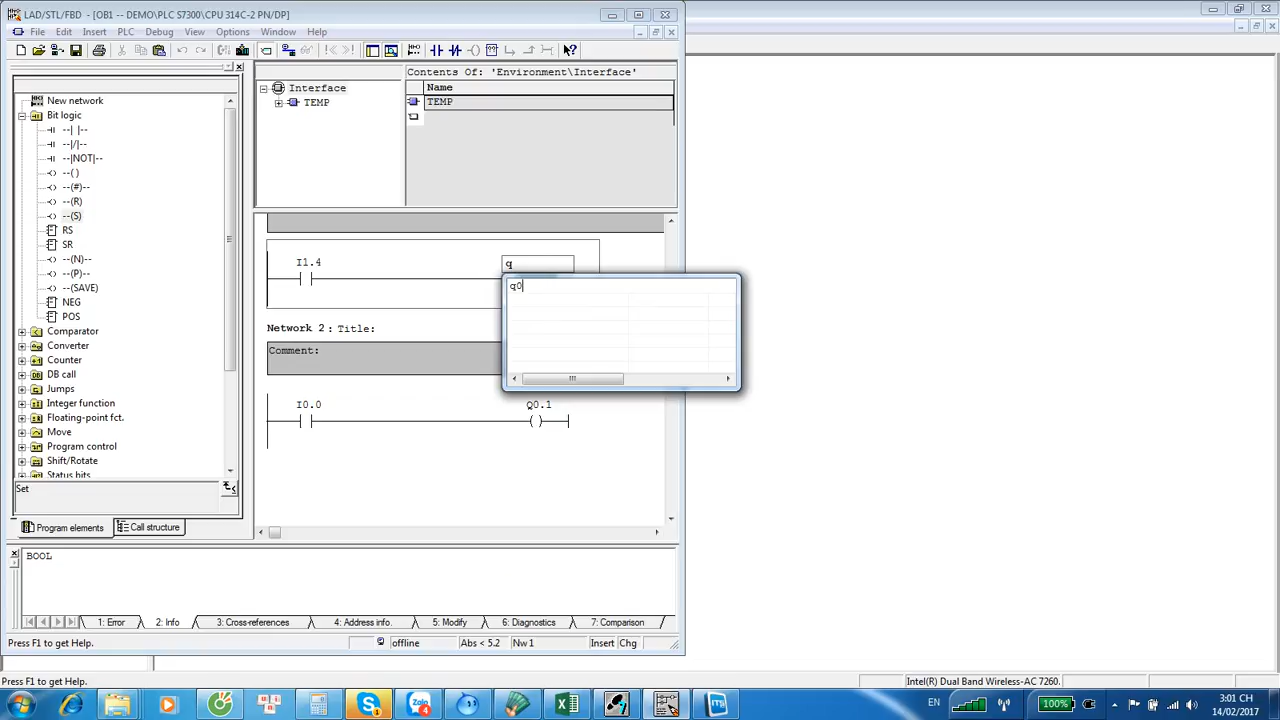 LAD/STL/FBD - [OB1 -- DEMO\PLC S7300\CPU 314C-2 PN/DP]
File Edit Insert PLC Debug View Options Window Help
Contents Of: 'Environment\Interface'
Interface
TEMP
Name
TEMP
New network
Bit logic
--| |--
--|/|--
--|NOT|--
--( )
--(#)--
--(R)
--(S)
RS
SR
--(N)--
--(P)--
--(SAVE)
NEG
POS
Comparator
Converter
Counter
DB call
Jumps
Integer function
Floating-point fct.
Move
Program control
Shift/Rotate
Status bits
Set
Program elements
Call structure
I1.4
q
q0
Network 2 : Title:
Comment:
I0.0
Q0.1
BOOL
1: Error 2: Info 3: Cross-references 4: Address info. 5: Modify 6: Diagnostics 7: Comparison
Press F1 to get Help.
offline
Abs < 5.2
Nw 1
Insert
Chg
Press F1 to get Help.
Intel(R) Dual Band Wireless-AC 7260.
Zalo
EN
100%
3:01 CH
14/02/2017